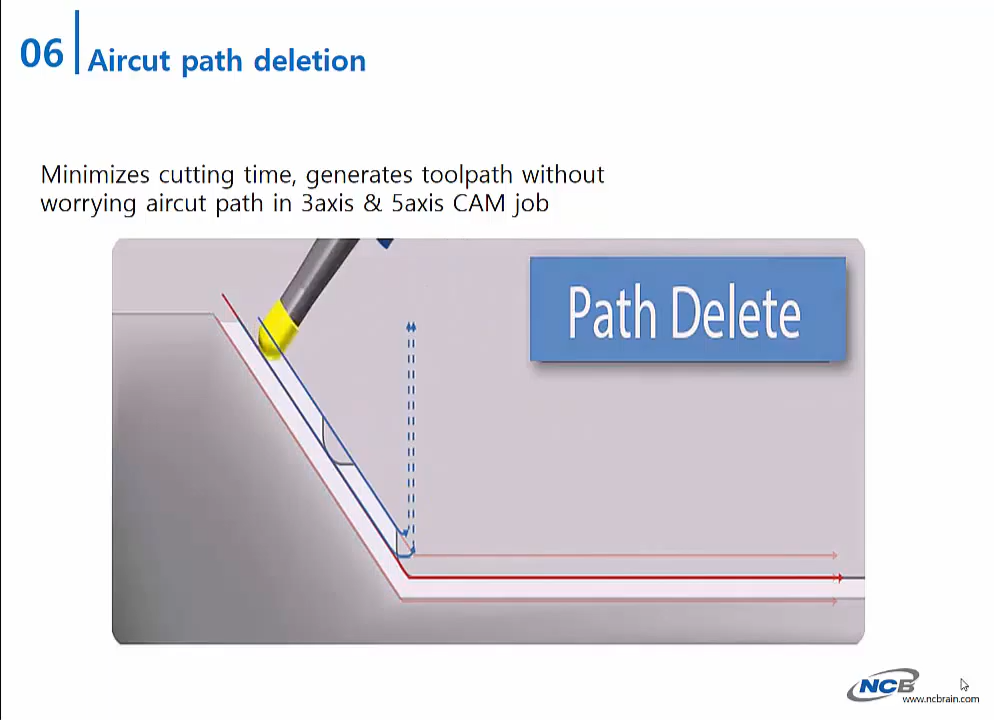 06
Aircut path deletion
Minimizes cutting time, generates toolpath without
worrying aircut path in 3axis & 5axis CAM job
Path Delete
NCB
www.ncbrain.com